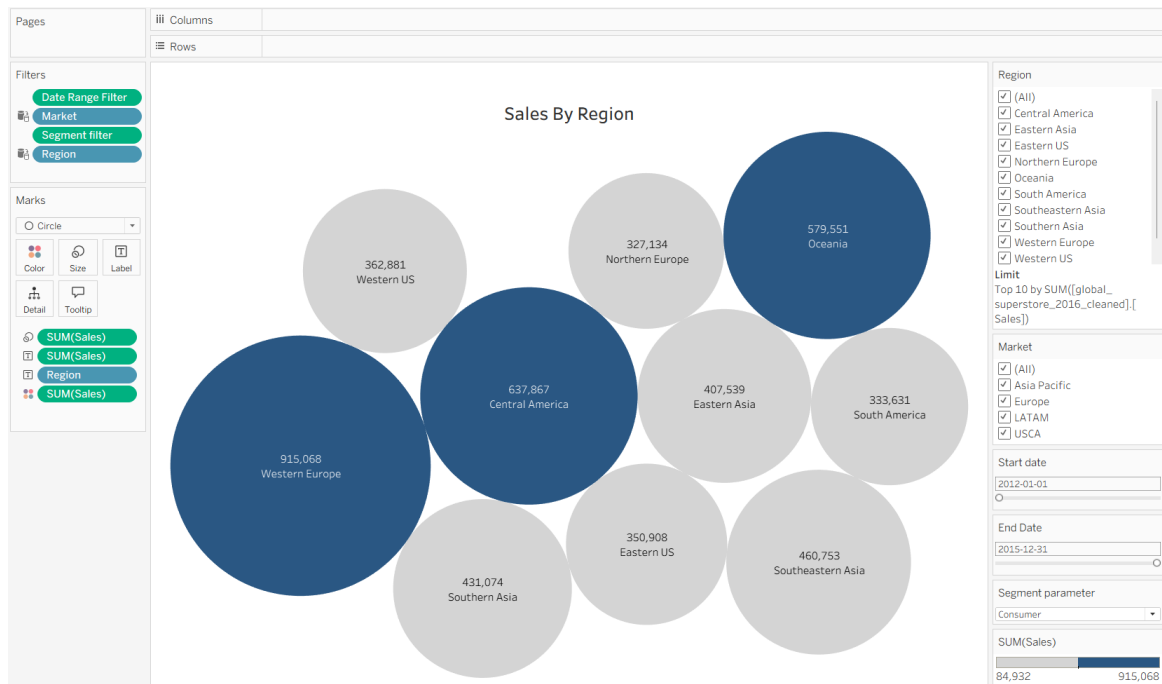 Pages
Columns
Rows
Filters
Date Range Filter
Market
Segment filter
Region
Marks
Circle
Color
Size
Label
Detail
Tooltip
SUM(Sales)
SUM(Sales)
Region
SUM(Sales)
Sales By Region
579,551
Oceania
327,134
Northern Europe
362,881
Western US
637,867
Central America
407,539
Eastern Asia
333,631
South America
915,068
Western Europe
350,908
Eastern US
460,753
Southeastern Asia
431,074
Southern Asia
Region
(All)
Central America
Eastern Asia
Eastern US
Northern Europe
Oceania
South America
Southeastern Asia
Southern Asia
Western Europe
Western US
Limit
Top 10 by SUM([global_
superstore_2016_cleaned].[
Sales])
Market
(All)
Asia Pacific
Europe
LATAM
USCA
Start date
2012-01-01
End Date
2015-12-31
Segment parameter
Consumer
SUM(Sales)
84,932 915,068